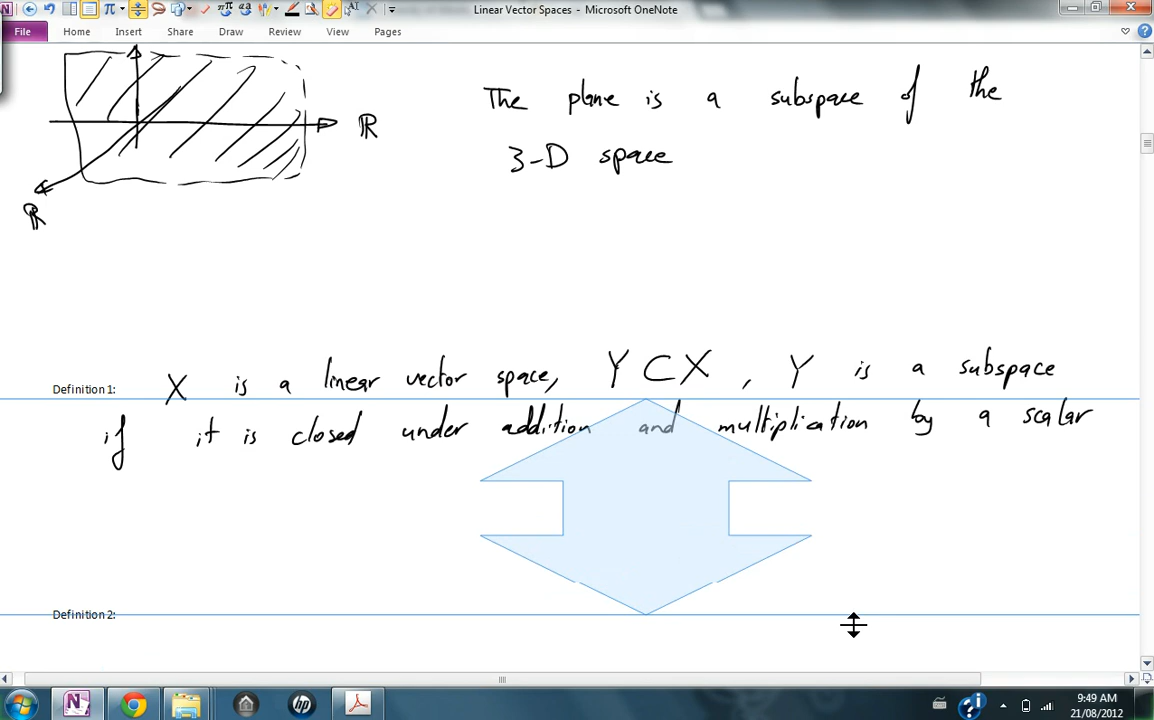 Linear Vector Spaces - Microsoft OneNote
File Home Insert Share Draw Review View Pages
The plane is a subspace of the
ℝ
3-D space
ℝ
Definition 1: X is a linear vector space, Y ⊂ X , Y is a subspace
if it is closed under addition and multiplication by a scalar
Definition 2:
9:49 AM
21/08/2012